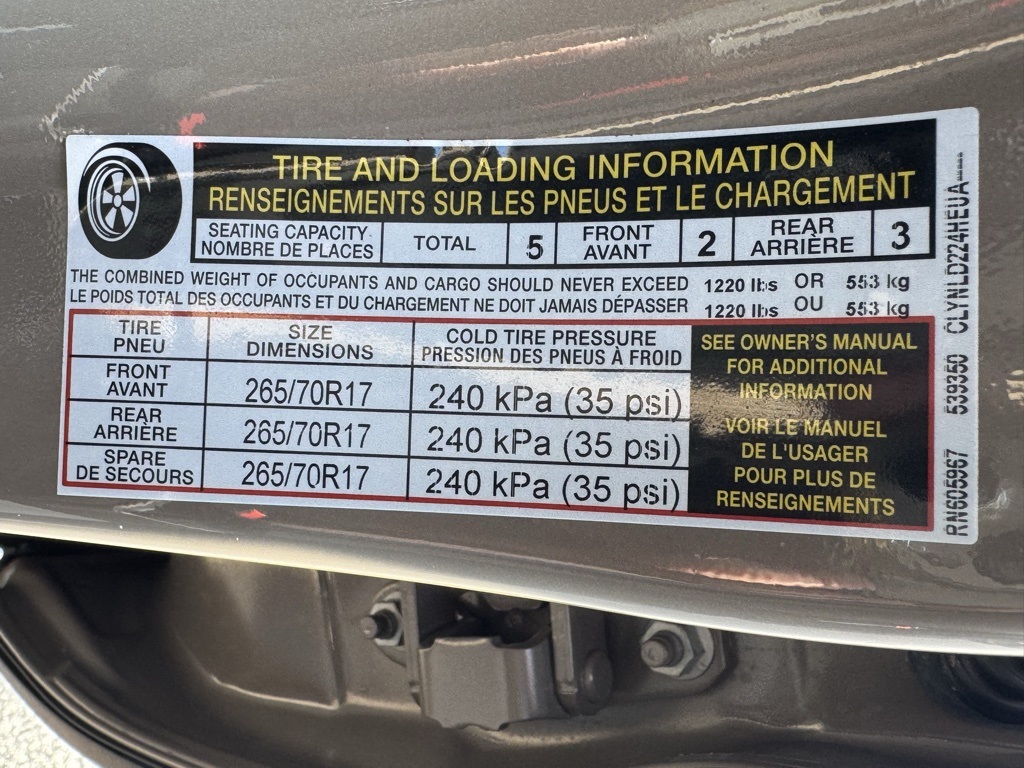 TIRE AND LOADING INFORMATION
RENSEIGNEMENTS SUR LES PNEUS ET LE CHARGEMENT
SEATING CAPACITY
NOMBRE DE PLACES
TOTAL
5
FRONT
AVANT
2
REAR
ARRIÈRE
3
THE COMBINED WEIGHT OF OCCUPANTS AND CARGO SHOULD NEVER EXCEED 1220 lbs OR 553 kg
LE POIDS TOTAL DES OCCUPANTS ET DU CHARGEMENT NE DOIT JAMAIS DÉPASSER 1220 lbs OU 553 kg
TIRE
PNEU
SIZE
DIMENSIONS
COLD TIRE PRESSURE
PRESSION DES PNEUS À FROID
FRONT
AVANT
265/70R17
240 kPa (35 psi)
REAR
ARRIÈRE
265/70R17
240 kPa (35 psi)
SPARE
DE SECOURS
265/70R17
240 kPa (35 psi)
SEE OWNER'S MANUAL
FOR ADDITIONAL
INFORMATION
VOIR LE MANUEL
DE L'USAGER
POUR PLUS DE
RENSEIGNEMENTS
RN605967 539350 CLYNLD224HEUA----